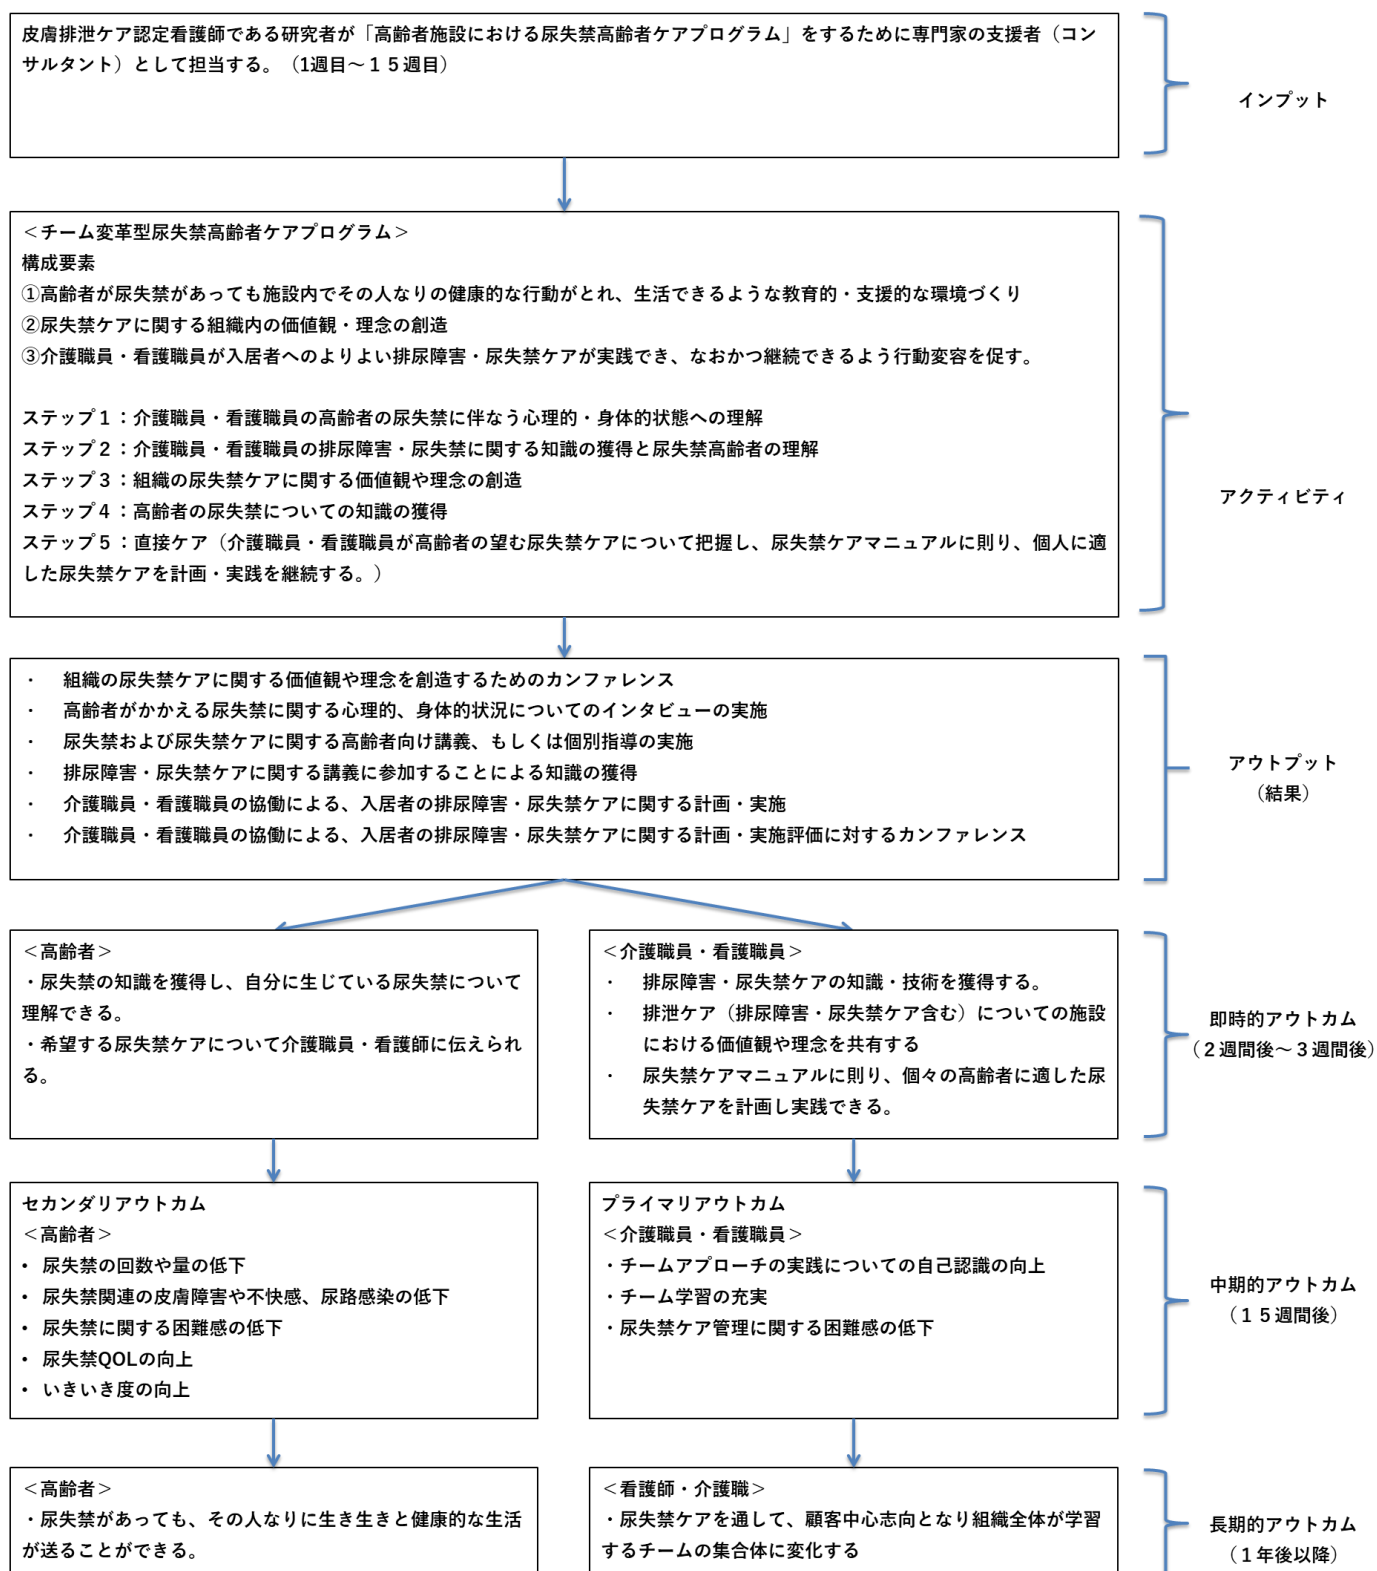 皮膚排泄ケア認定看護師である研究者が「高齢者施設における尿失禁高齢者ケアプログラム」をするために専門家の支援者（コン
サルタント）として担当する。（1週目～１５週目）
インプット
＜チーム変革型尿失禁高齢者ケアプログラム＞
構成要素
①高齢者が尿失禁があっても施設内でその人なりの健康的な行動がとれ、生活できるような教育的・支援的な環境づくり
②尿失禁ケアに関する組織内の価値観・理念の創造
③介護職員・看護職員が入居者へのよりよい排尿障害・尿失禁ケアが実践でき、なおかつ継続できるよう行動変容を促す。
ステップ１：介護職員・看護職員の高齢者の尿失禁に伴なう心理的・身体的状態への理解
ステップ２：介護職員・看護職員の排尿障害・尿失禁に関する知識の獲得と尿失禁高齢者の理解
ステップ３：組織の尿失禁ケアに関する価値観や理念の創造
ステップ４：高齢者の尿失禁についての知識の獲得
ステップ５：直接ケア（介護職員・看護職員が高齢者の望む尿失禁ケアについて把握し、尿失禁ケアマニュアルに則り、個人に適
した尿失禁ケアを計画・実践を継続する。）
アクティビティ
・　組織の尿失禁ケアに関する価値観や理念を創造するためのカンファレンス
・　高齢者がかかえる尿失禁に関する心理的、身体的状況についてのインタビューの実施
・　尿失禁および尿失禁ケアに関する高齢者向け講義、もしくは個別指導の実施
・　排尿障害・尿失禁ケアに関する講義に参加することによる知識の獲得
・　介護職員・看護職員の協働による、入居者の排尿障害・尿失禁ケアに関する計画・実施
・　介護職員・看護職員の協働による、入居者の排尿障害・尿失禁ケアに関する計画・実施評価に対するカンファレンス
アウトプット
（結果）
＜高齢者＞
・尿失禁の知識を獲得し、自分に生じている尿失禁について
理解できる。
・希望する尿失禁ケアについて介護職員・看護師に伝えられ
る。
＜介護職員・看護職員＞
・　排尿障害・尿失禁ケアの知識・技術を獲得する。
・　排泄ケア（排尿障害・尿失禁ケア含む）についての施設
における価値観や理念を共有する
・　尿失禁ケアマニュアルに則り、個々の高齢者に適した尿
失禁ケアを計画し実践できる。
即時的アウトカム
（２週間後～３週間後）
セカンダリアウトカム
＜高齢者＞
• 尿失禁の回数や量の低下
• 尿失禁関連の皮膚障害や不快感、尿路感染の低下
• 尿失禁に関する困難感の低下
• 尿失禁QOLの向上
• いきいき度の向上
プライマリアウトカム
＜介護職員・看護職員＞
・チームアプローチの実践についての自己認識の向上
・チーム学習の充実
・尿失禁ケア管理に関する困難感の低下
中期的アウトカム
（１５週間後）
＜高齢者＞
・尿失禁があっても、その人なりに生き生きと健康的な生活
が送ることができる。
＜看護師・介護職＞
・尿失禁ケアを通して、顧客中心志向となり組織全体が学習
するチームの集合体に変化する
長期的アウトカム
（１年後以降）